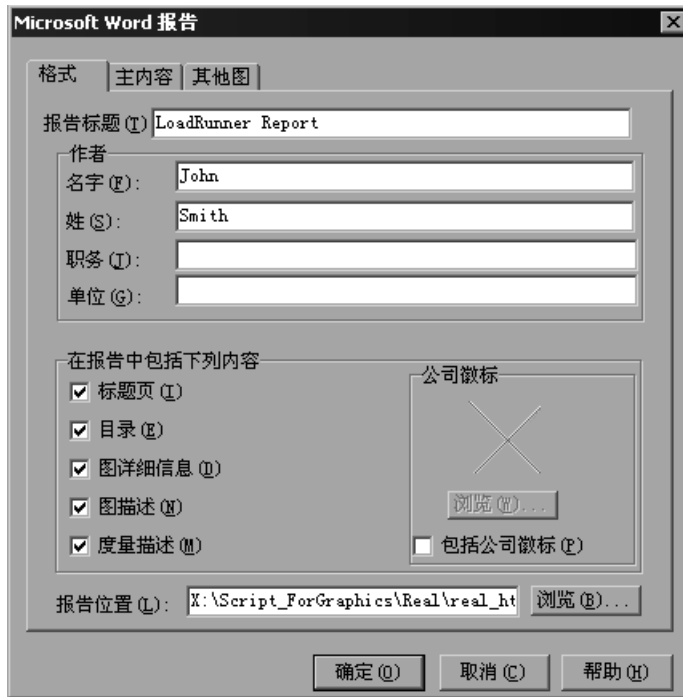 Microsoft Word 报告
格式 主内容 其他图
报告标题(T) LoadRunner Report
作者
名字(F): John
姓(S): Smith
职务(J):
单位(G):
在报告中包括下列内容
标题页(I)
目录(E)
图详细信息(D)
图描述(N)
度量描述(M)
公司徽标
浏览(W)...
包括公司徽标(P)
报告位置(L): X:\Script_ForGraphics\Real\real_ht 浏览(B)...
确定(O) 取消(C) 帮助(H)